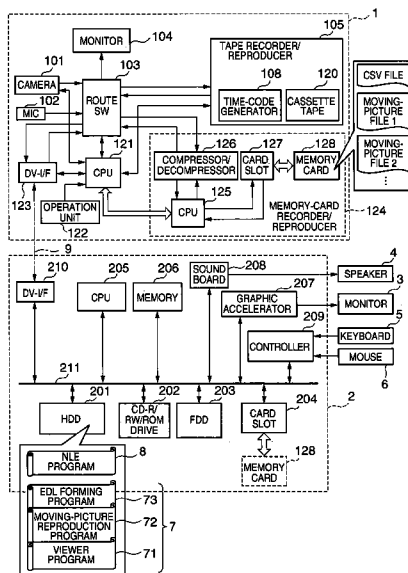 1
MONITOR
104
105
TAPE RECORDER/
REPRODUCER
101
103
CAMERA
102
MIC
ROUTE
SW
108
120
TIME-CODE
GENERATOR
CASSETTE
TAPE
CSV FILE
MOVING-
PICTURE
FILE 1
MOVING-
PICTURE
FILE 2
121
126
127
128
DV-I/F
CPU
COMPRESSOR/
DECOMPRESSOR
CARD
SLOT
MEMORY
CARD
123
125
OPERATION
UNIT
122
CPU
MEMORY-CARD
RECORDER/REPRODUCER
124
9
210
205
206
SOUND
BOARD
208
4
SPEAKER
207
3
DV-I/F
CPU
MEMORY
GRAPHIC
ACCELERATOR
MONITOR
209
5
CONTROLLER
KEYBOARD
MOUSE
6
211
201
202
203
204
2
HDD
CD-R/
RW/ROM
DRIVE
FDD
CARD
SLOT
NLE
PROGRAM
8
MEMORY
CARD
128
EDL FORMING
PROGRAM
73
MOVING-PICTURE
REPRODUCTION
PROGRAM
72
7
VIEWER
PROGRAM
71